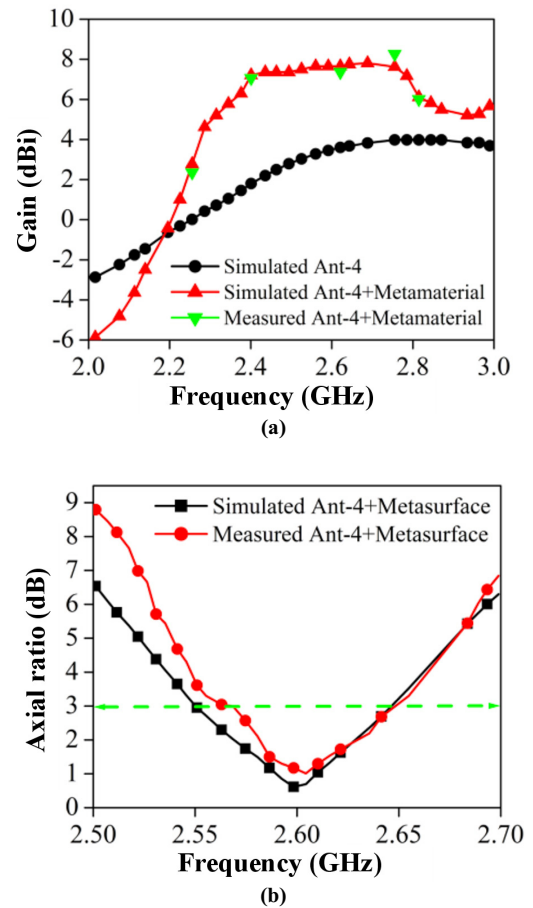 10
8
6
4
2
0
-2
-4
-6
Gain (dBi)
Simulated Ant-4
Simulated Ant-4+Metamaterial
Measured Ant-4+Metamaterial
2.0 2.2 2.4 2.6 2.8 3.0
Frequency (GHz)
(a)
9
8
7
6
5
4
3
2
1
0
Axial ratio (dB)
Simulated Ant-4+Metasurface
Measured Ant-4+Metasurface
2.50 2.55 2.60 2.65 2.70
Frequency (GHz)
(b)